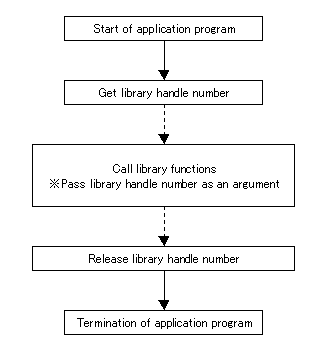 Start of application program
Get library handle number
Call library functions
※Pass library handle number as an argument
Release library handle number
Termination of application program